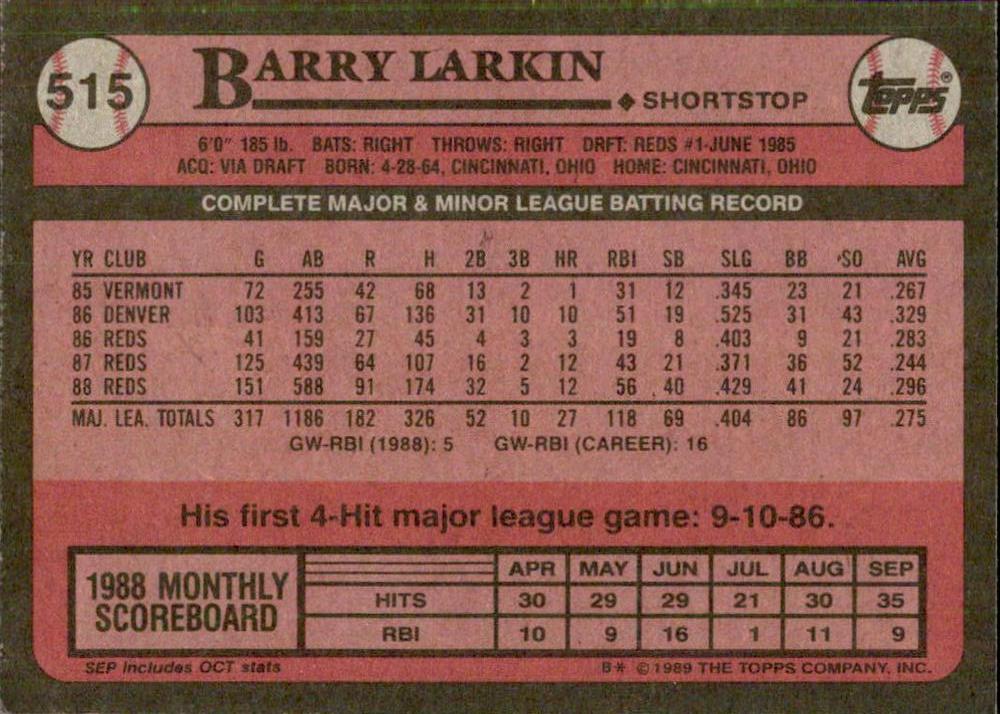 515 BARRY LARKIN ◆ SHORTSTOP TOPPS®
6'0" 185 lb. BATS: RIGHT THROWS: RIGHT DRFT: REDS #1-JUNE 1985
ACQ: VIA DRAFT BORN: 4-28-64, CINCINNATI, OHIO HOME: CINCINNATI, OHIO
COMPLETE MAJOR & MINOR LEAGUE BATTING RECORD
YR CLUB G AB R H 2B 3B HR RBI SB SLG BB SO AVG
85 VERMONT 72 255 42 68 13 2 1 31 12 .345 23 21 .267
86 DENVER 103 413 67 136 31 10 10 51 19 .525 31 43 .329
86 REDS 41 159 27 45 4 3 3 19 8 .403 9 21 .283
87 REDS 125 439 64 107 16 2 12 43 21 .371 36 52 .244
88 REDS 151 588 91 174 32 5 12 56 40 .429 41 24 .296
MAJ. LEA. TOTALS 317 1186 182 326 52 10 27 118 69 .404 86 97 .275
GW-RBI (1988): 5 GW-RBI (CAREER): 16
His first 4-Hit major league game: 9-10-86.
1988 MONTHLY
SCOREBOARD
APR MAY JUN JUL AUG SEP
HITS 30 29 29 21 30 35
RBI 10 9 16 1 11 9
SEP includes OCT stats B* © 1989 THE TOPPS COMPANY, INC.